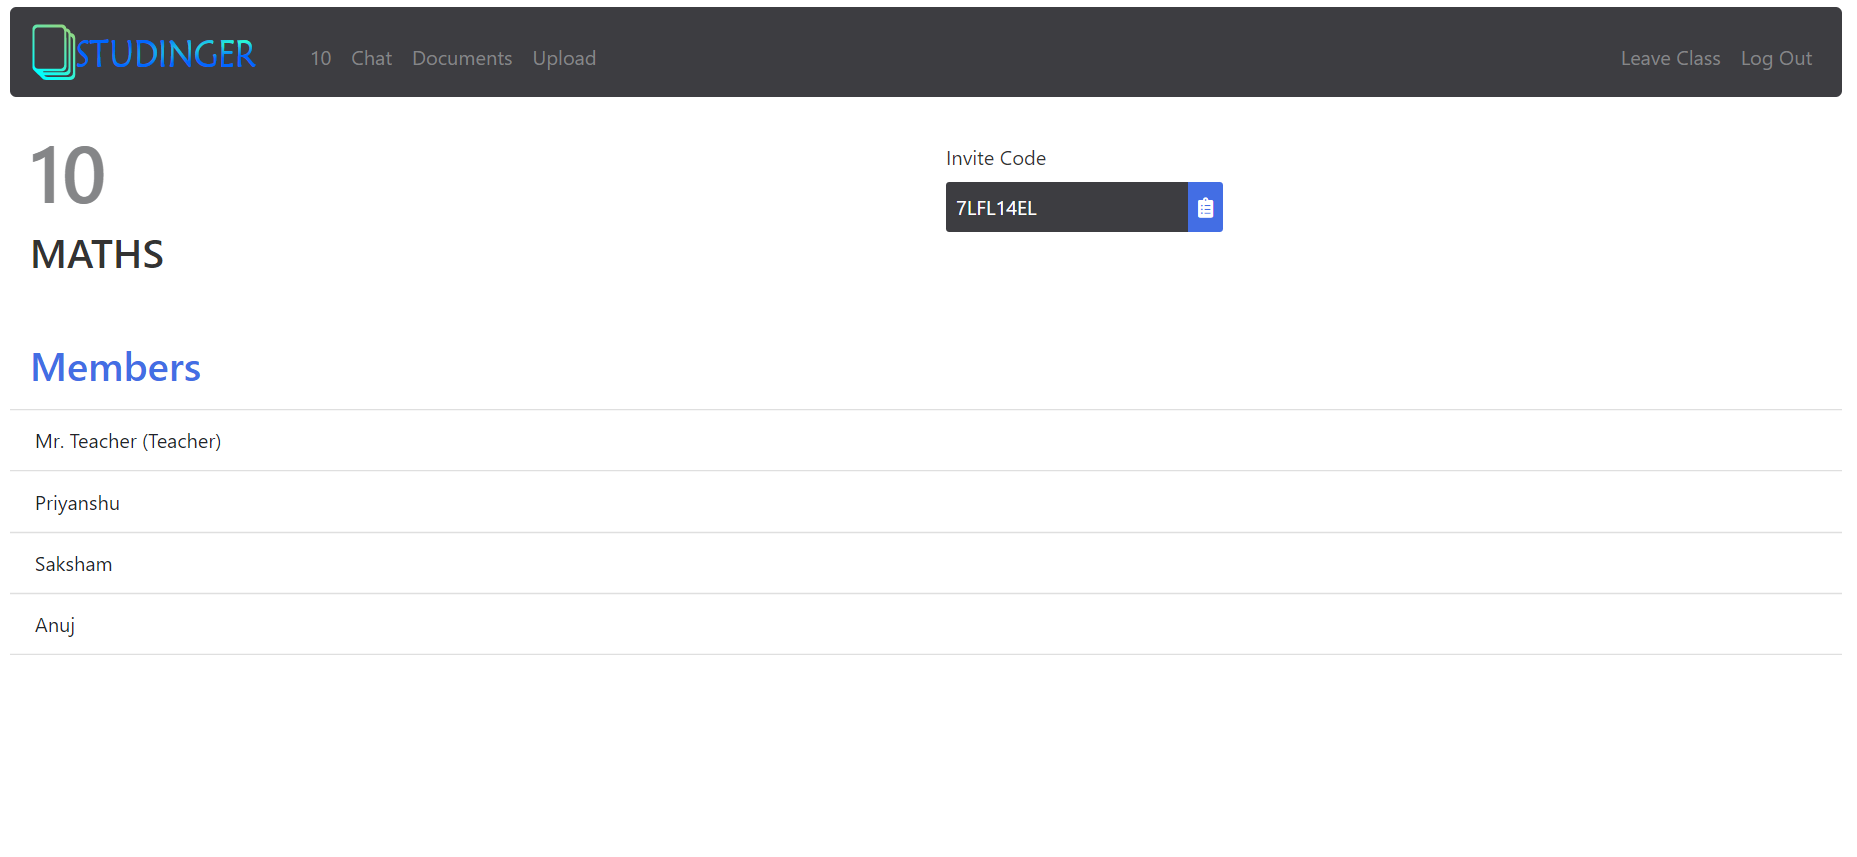 STUDINGER 10 Chat Documents Upload Leave Class Log Out
10
MATHS
Invite Code
7LFL14EL
Members
Mr. Teacher (Teacher)
Priyanshu
Saksham
Anuj